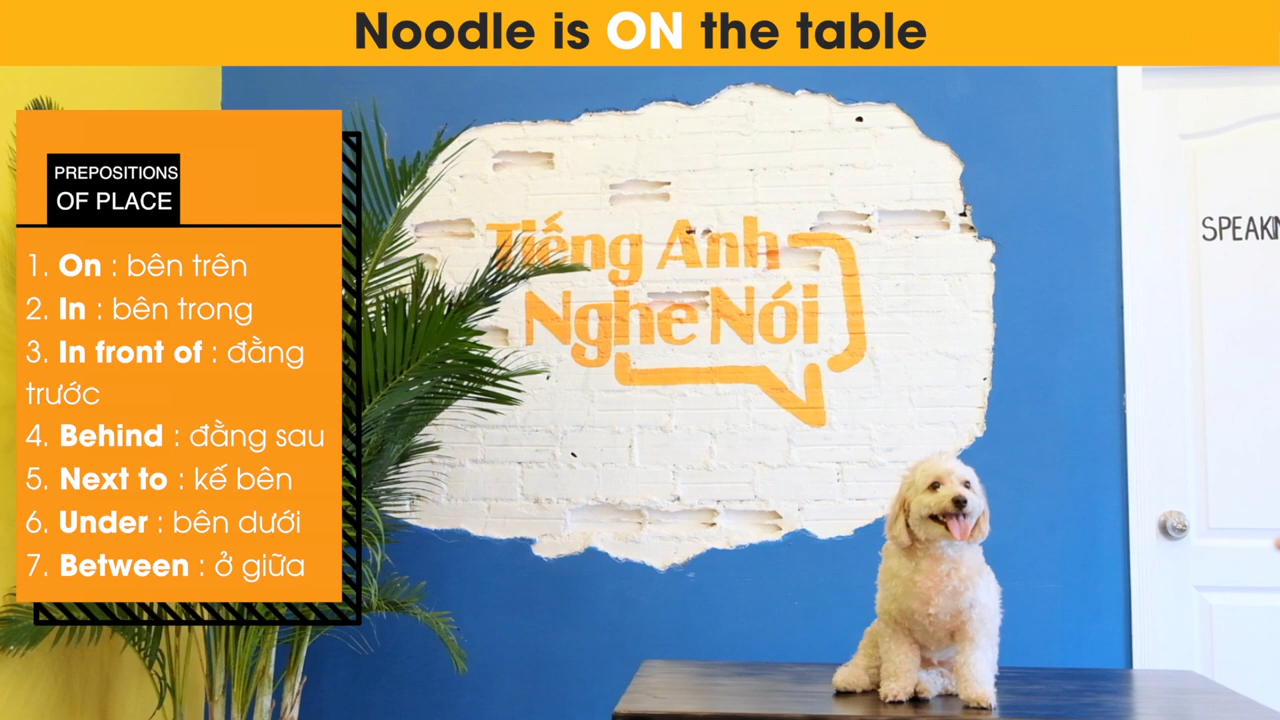 Noodle is ON the table
PREPOSITIONS
OF PLACE
1. On : bên trên
2. In : bên trong
3. In front of : đằng
trước
4. Behind : đằng sau
5. Next to : kế bên
6. Under : bên dưới
7. Between : ở giữa
Tiếng Anh
Nghe Nói